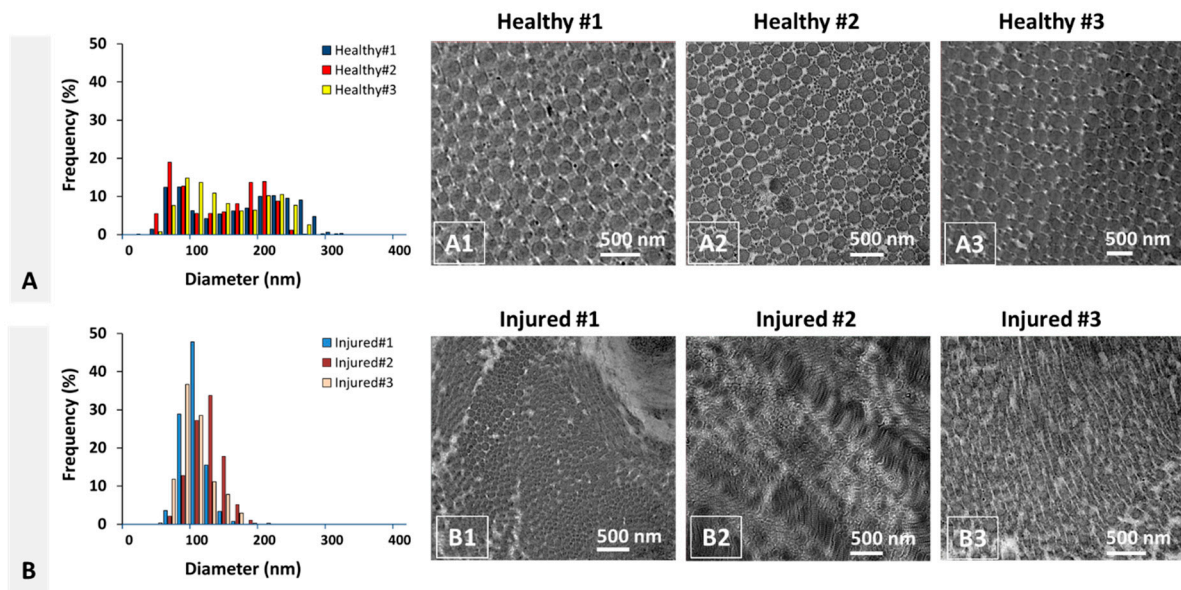 Healthy #1
Healthy #2
Healthy #3
50
40
30
20
10
0
Frequency (%)
Healthy#1
Healthy#2
Healthy#3
0 100 200 300 400
Diameter (nm)
A
A1
500 nm
A2
500 nm
A3
500 nm
Injured #1
Injured #2
Injured #3
50
40
30
20
10
0
Frequency (%)
Injured#1
Injured#2
Injured#3
0 100 200 300 400
Diameter (nm)
B
B1
500 nm
B2
500 nm
B3
500 nm